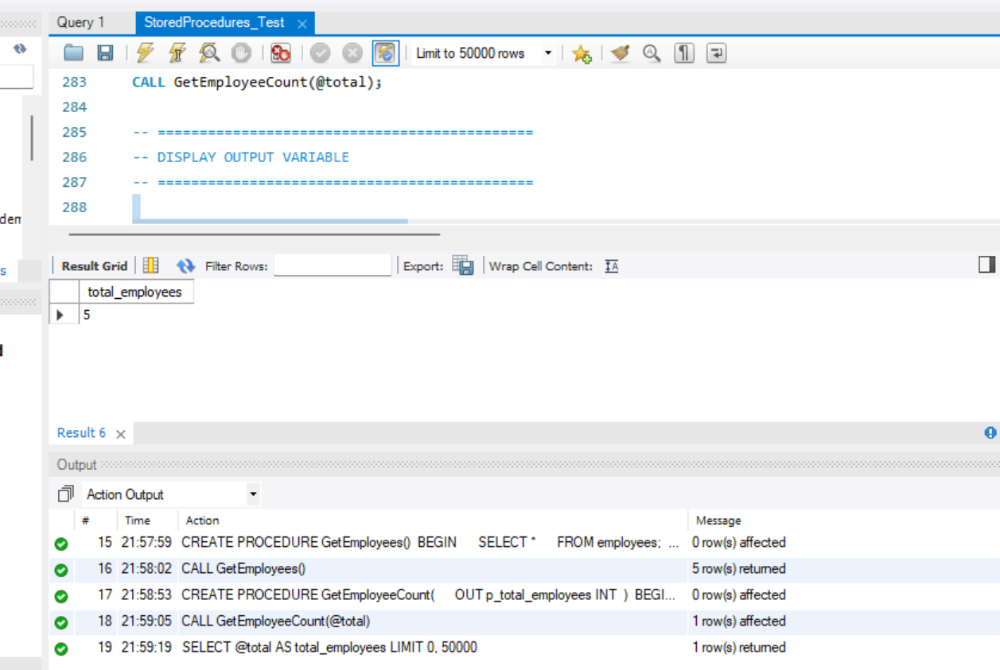 Query 1 StoredProcedures_Test
Limit to 50000 rows
283 CALL GetEmployeeCount(@total);
284
285 -- =============================================
286 -- DISPLAY OUTPUT VARIABLE
287 -- =============================================
288
den
s
Result Grid Filter Rows: Export: Wrap Cell Content:
total_employees
5
d
Result 6
Output
Action Output
# Time Action Message
15 21:57:59 CREATE PROCEDURE GetEmployees() BEGIN SELECT * FROM employees; ... 0 row(s) affected
16 21:58:02 CALL GetEmployees() 5 row(s) returned
17 21:58:53 CREATE PROCEDURE GetEmployeeCount( OUT p_total_employees INT ) BEGI... 0 row(s) affected
18 21:59:05 CALL GetEmployeeCount(@total) 1 row(s) affected
19 21:59:19 SELECT @total AS total_employees LIMIT 0, 50000 1 row(s) returned